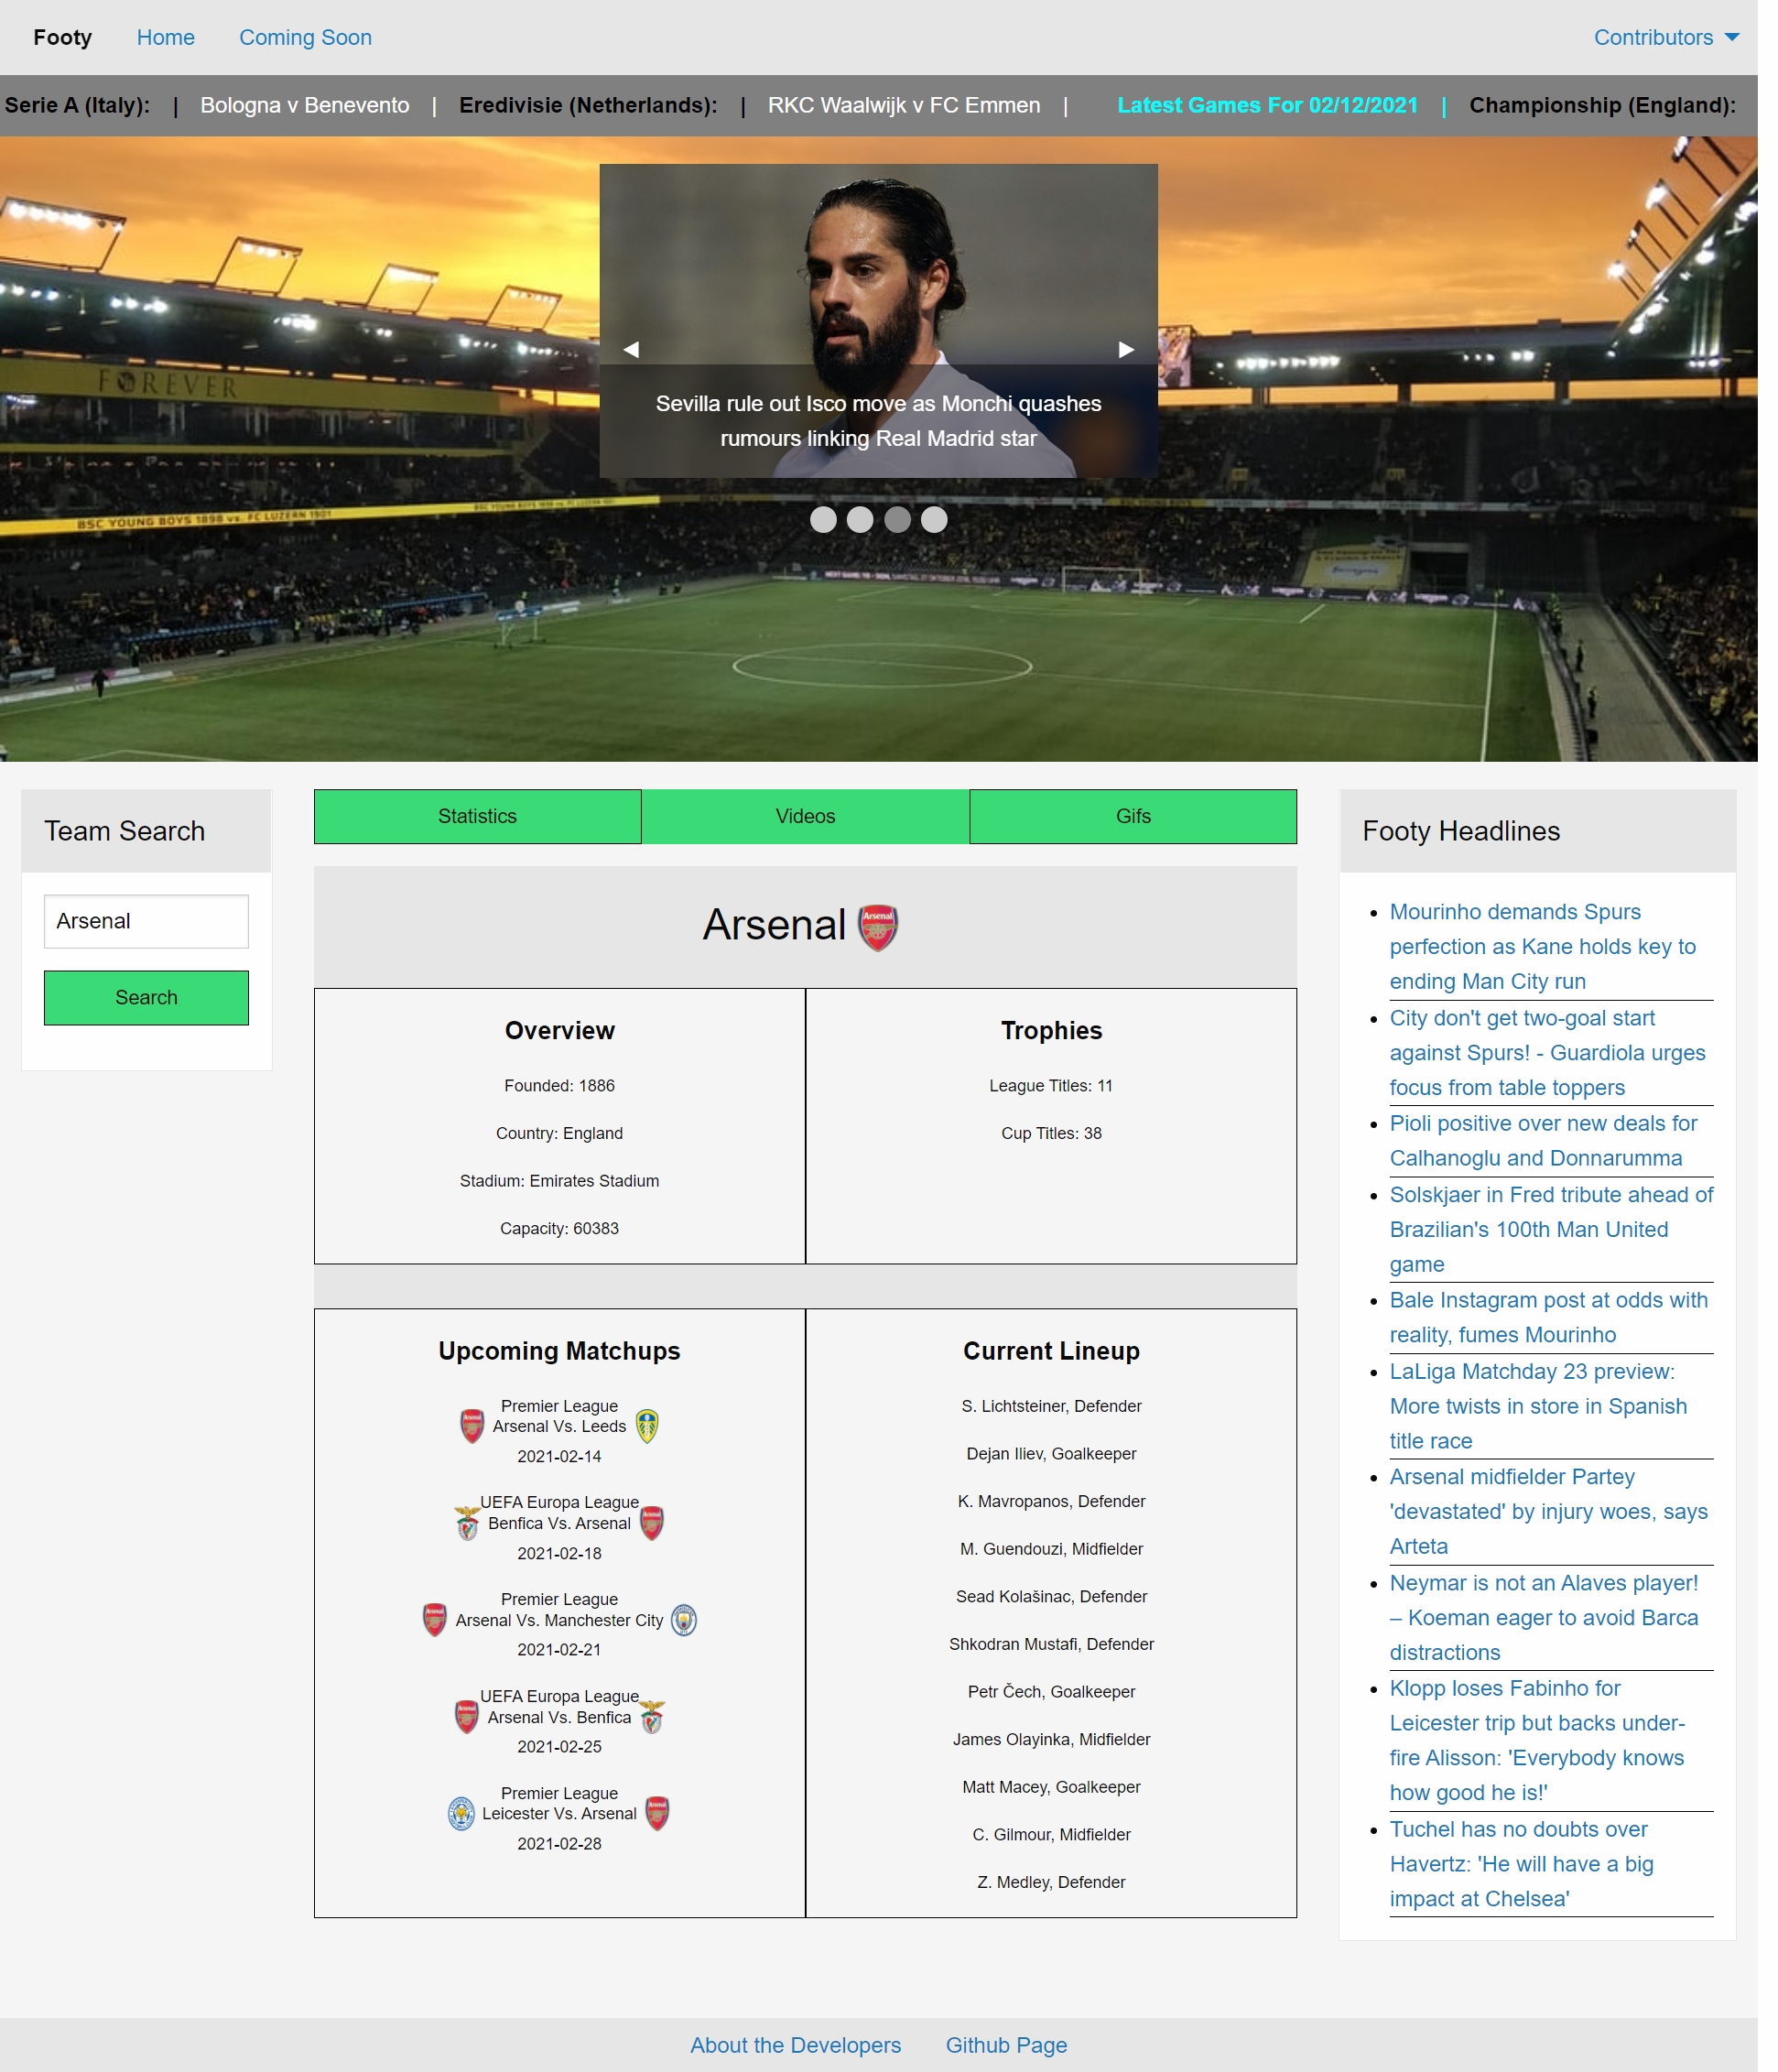 Footy Home Coming Soon Contributors
Serie A (Italy): | Bologna v Benevento | Eredivisie (Netherlands): | RKC Waalwijk v FC Emmen | Latest Games For 02/12/2021 | Championship (England):
FOREVER
Sevilla rule out Isco move as Monchi quashes
rumours linking Real Madrid star
BSC YOUNG BOYS 1898 vs. FC LUZERN 1901
Team Search
Arsenal
Search
Statistics Videos Gifs
Arsenal
Overview
Founded: 1886
Country: England
Stadium: Emirates Stadium
Capacity: 60383
Trophies
League Titles: 11
Cup Titles: 38
Upcoming Matchups
Premier League
Arsenal Vs. Leeds
2021-02-14
UEFA Europa League
Benfica Vs. Arsenal
2021-02-18
Premier League
Arsenal Vs. Manchester City
2021-02-21
UEFA Europa League
Arsenal Vs. Benfica
2021-02-25
Premier League
Leicester Vs. Arsenal
2021-02-28
Current Lineup
S. Lichtsteiner, Defender
Dejan Iliev, Goalkeeper
K. Mavropanos, Defender
M. Guendouzi, Midfielder
Sead Kolašinac, Defender
Shkodran Mustafi, Defender
Petr Čech, Goalkeeper
James Olayinka, Midfielder
Matt Macey, Goalkeeper
C. Gilmour, Midfielder
Z. Medley, Defender
Footy Headlines
Mourinho demands Spurs
perfection as Kane holds key to
ending Man City run
City don't get two-goal start
against Spurs! - Guardiola urges
focus from table toppers
Pioli positive over new deals for
Calhanoglu and Donnarumma
Solskjaer in Fred tribute ahead of
Brazilian's 100th Man United
game
Bale Instagram post at odds with
reality, fumes Mourinho
LaLiga Matchday 23 preview:
More twists in store in Spanish
title race
Arsenal midfielder Partey
'devastated' by injury woes, says
Arteta
Neymar is not an Alaves player!
– Koeman eager to avoid Barca
distractions
Klopp loses Fabinho for
Leicester trip but backs under-
fire Alisson: 'Everybody knows
how good he is!'
Tuchel has no doubts over
Havertz: 'He will have a big
impact at Chelsea'
About the Developers Github Page